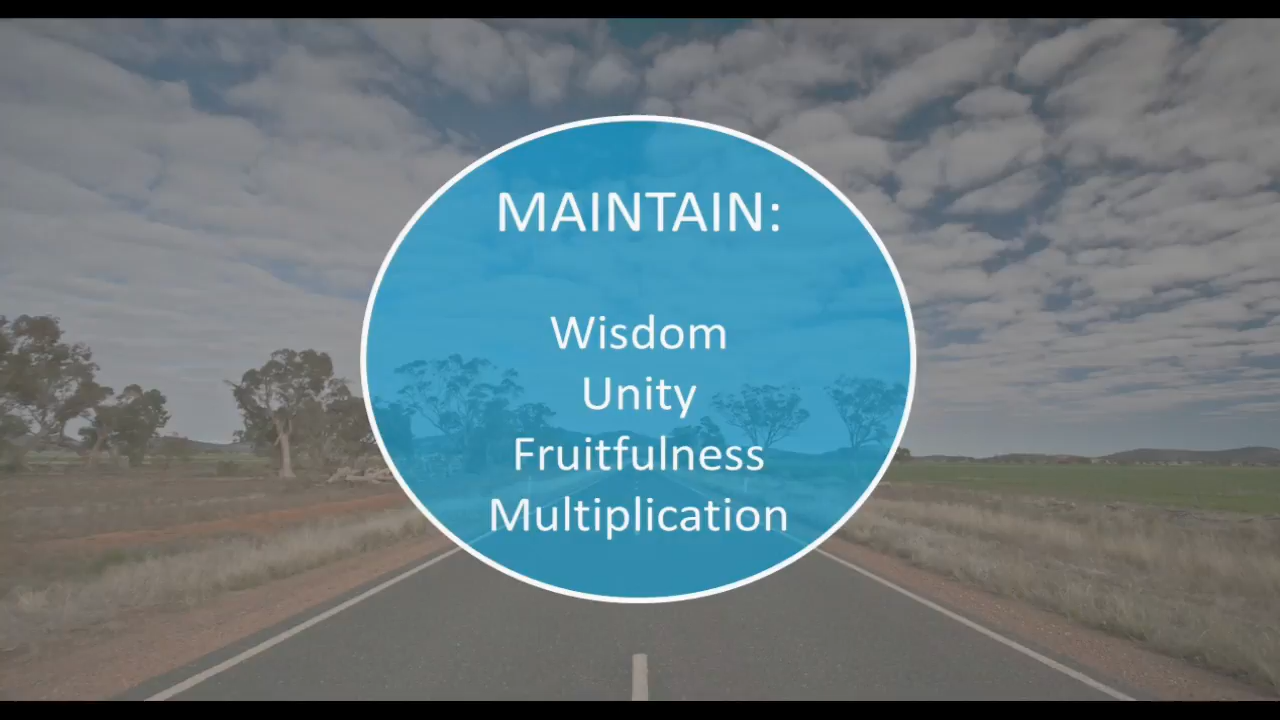 MAINTAIN:
Wisdom
Unity
Fruitfulness
Multiplication